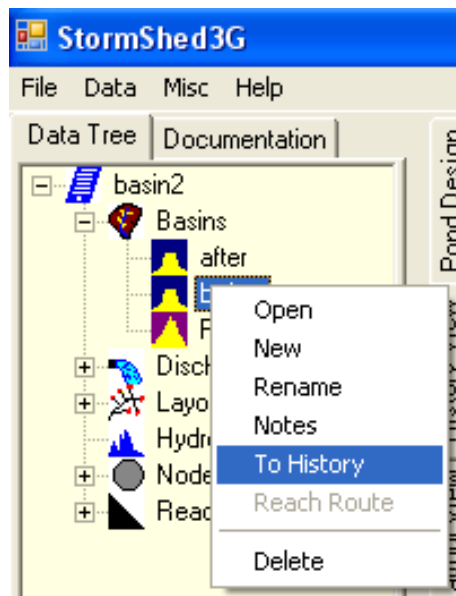 StormShed3G
File Data Misc Help
Data Tree Documentation
Pond Design
basin2
Basins
after
Open
New
Rename
Notes
To History
Reach Route
Delete